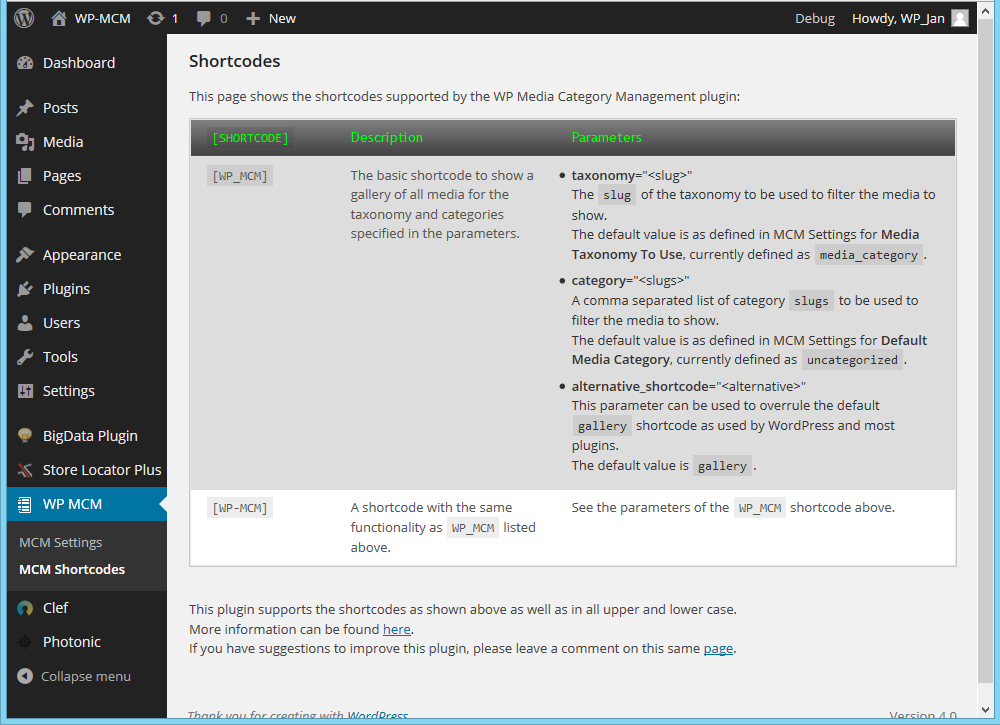 WP-MCM 1 0 New Debug Howdy, WP_Jan
Dashboard
Posts
Media
Pages
Comments
Appearance
Plugins
Users
Tools
Settings
BigData Plugin
Store Locator Plus
WP MCM
MCM Settings
MCM Shortcodes
Clef
Photonic
Collapse menu
Shortcodes
This page shows the shortcodes supported by the WP Media Category Management plugin:
[SHORTCODE] Description Parameters
[WP_MCM]
The basic shortcode to show a
gallery of all media for the
taxonomy and categories
specified in the parameters.
• taxonomy="<slug>"
The slug of the taxonomy to be used to filter the media to
show.
The default value is as defined in MCM Settings for Media
Taxonomy To Use, currently defined as media_category .
• category="<slugs>"
A comma separated list of category slugs to be used to
filter the media to show.
The default value is as defined in MCM Settings for Default
Media Category, currently defined as uncategorized .
• alternative_shortcode="<alternative>"
This parameter can be used to overrule the default
gallery shortcode as used by WordPress and most
plugins.
The default value is gallery .
[WP-MCM]
A shortcode with the same
functionality as WP_MCM listed
above.
See the parameters of the WP_MCM shortcode above.
This plugin supports the shortcodes as shown above as well as in all upper and lower case.
More information can be found here.
If you have suggestions to improve this plugin, please leave a comment on this same page.
Thank you for creating with WordPress Version 4.0